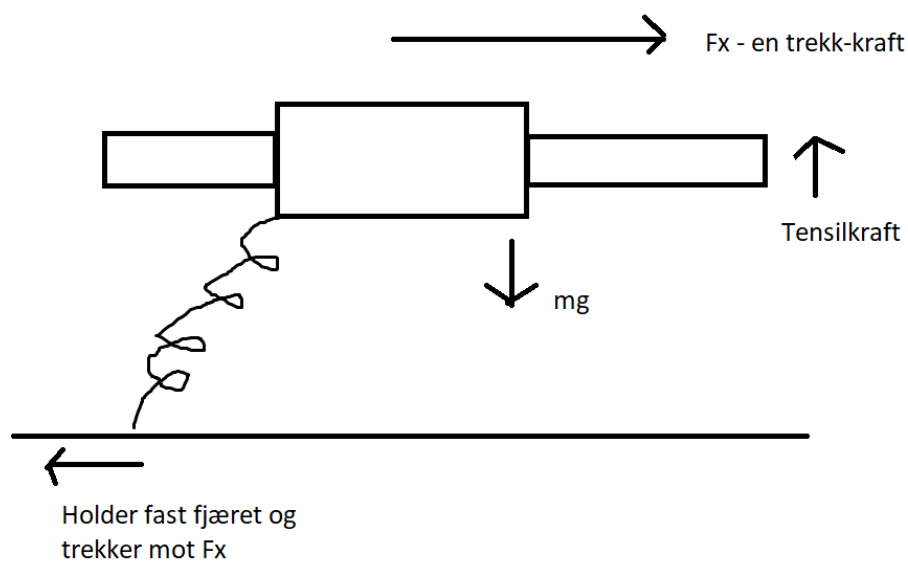 Fx - en trekk-kraft
Tensilkraft
mg
Holder fast fjæret og
trekker mot Fx